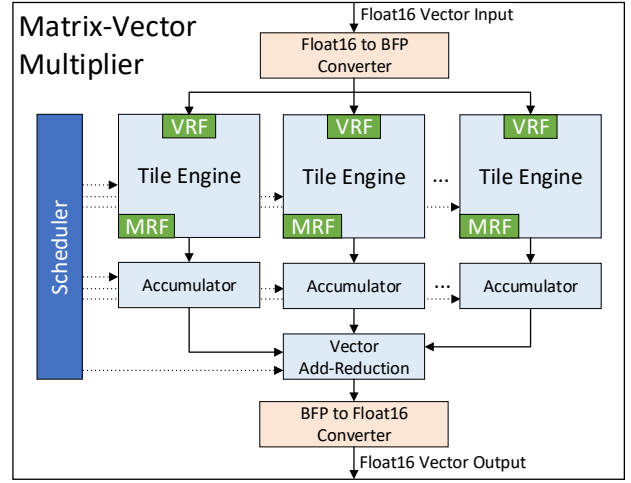 Matrix-Vector
Multiplier
Float16 Vector Input
Float16 to BFP
Converter
Scheduler
VRF
VRF
VRF
Tile Engine
Tile Engine
...
Tile Engine
MRF
MRF
MRF
Accumulator
Accumulator
...
Accumulator
Vector
Add-Reduction
BFP to Float16
Converter
Float16 Vector Output